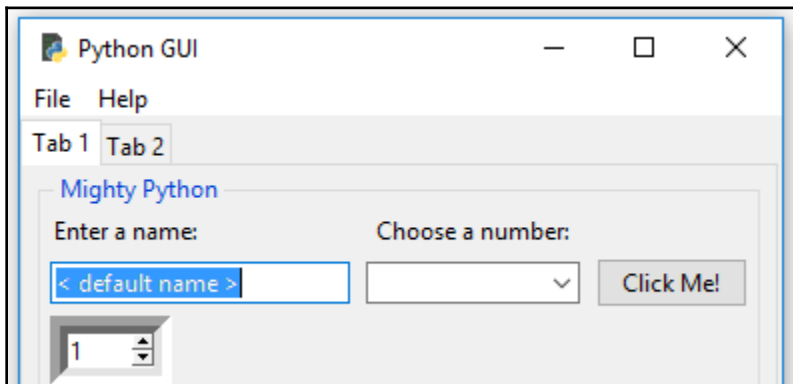 Python GUI
File Help
Tab 1 Tab 2
Mighty Python
Enter a name: Choose a number:
< default name > Click Me!
1